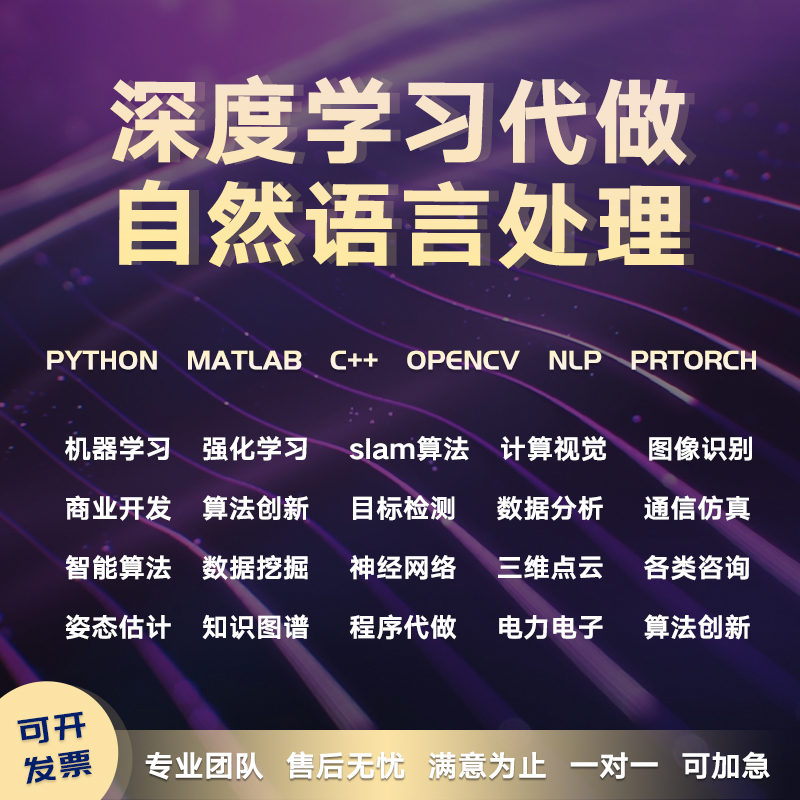 深度学习代做
自然语言处理
PYTHON MATLAB C++ OPENCV NLP PRTORCH
机器学习 强化学习 slam算法 计算视觉 图像识别
商业开发 算法创新 目标检测 数据分析 通信仿真
智能算法 数据挖掘 神经网络 三维点云 各类咨询
姿态估计 知识图谱 程序代做 电力电子 算法创新
可开
发票
专业团队 售后无忧 满意为止 一对一 可加急